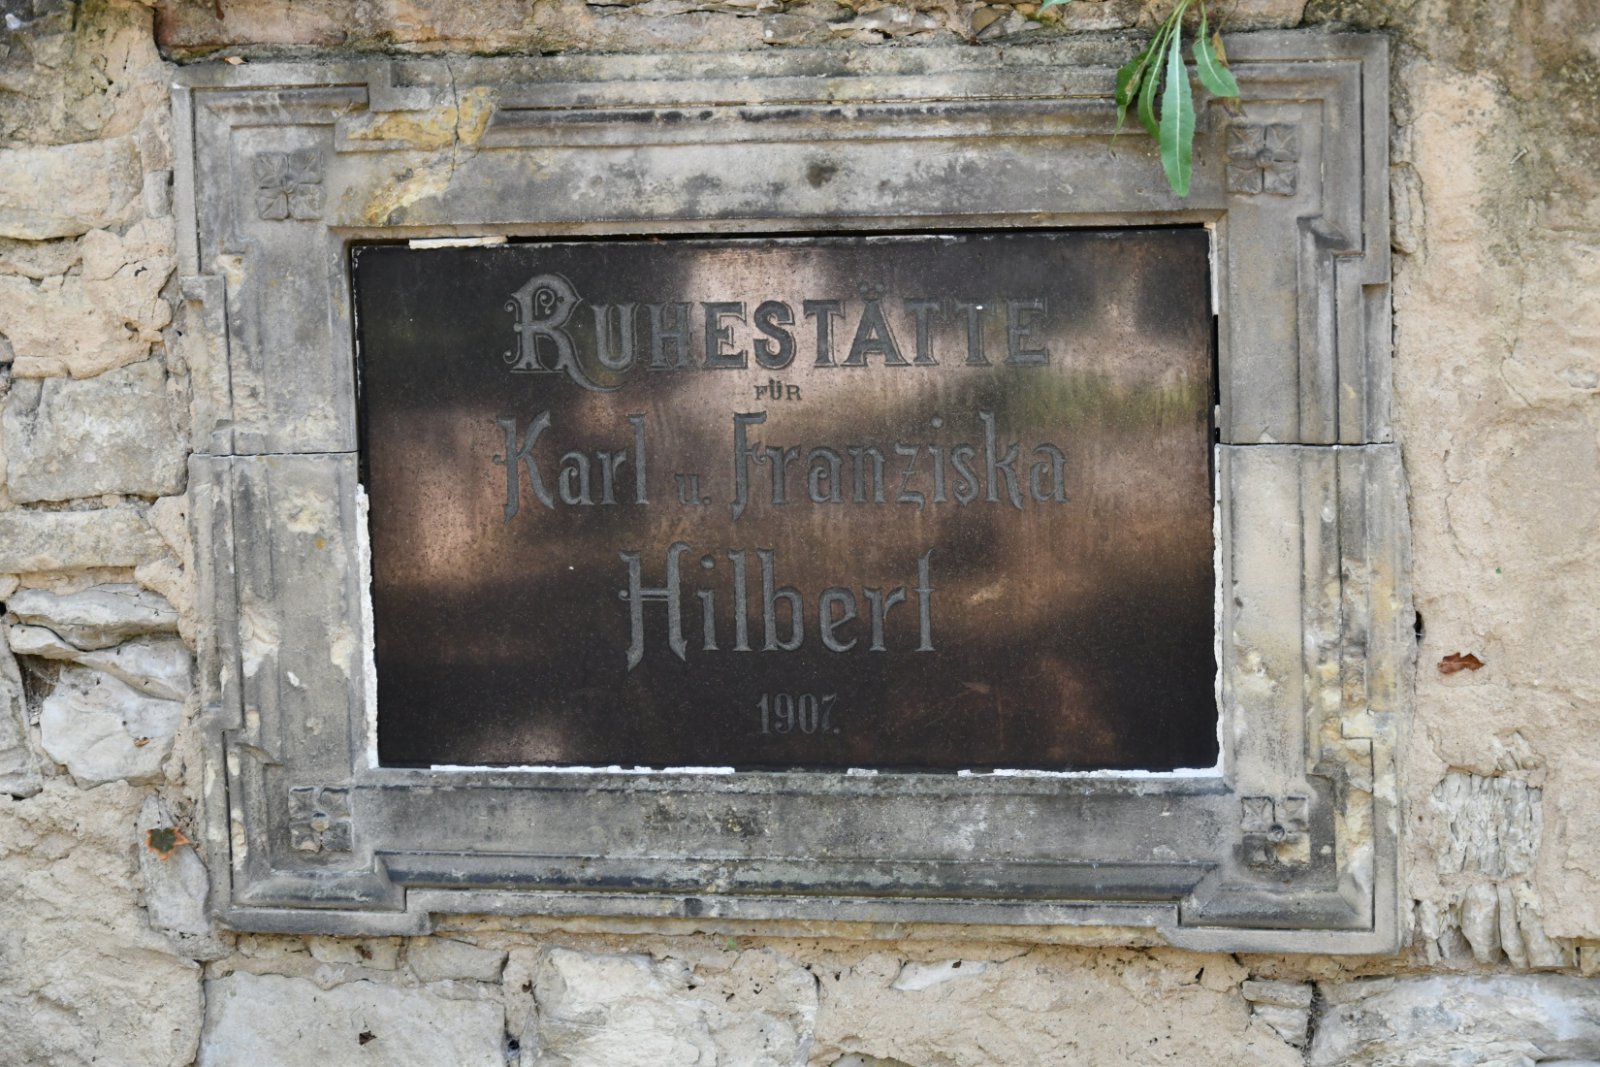 RUHESTÄTTE
FÜR
Karl u. Franziska
Hilbert
1907.